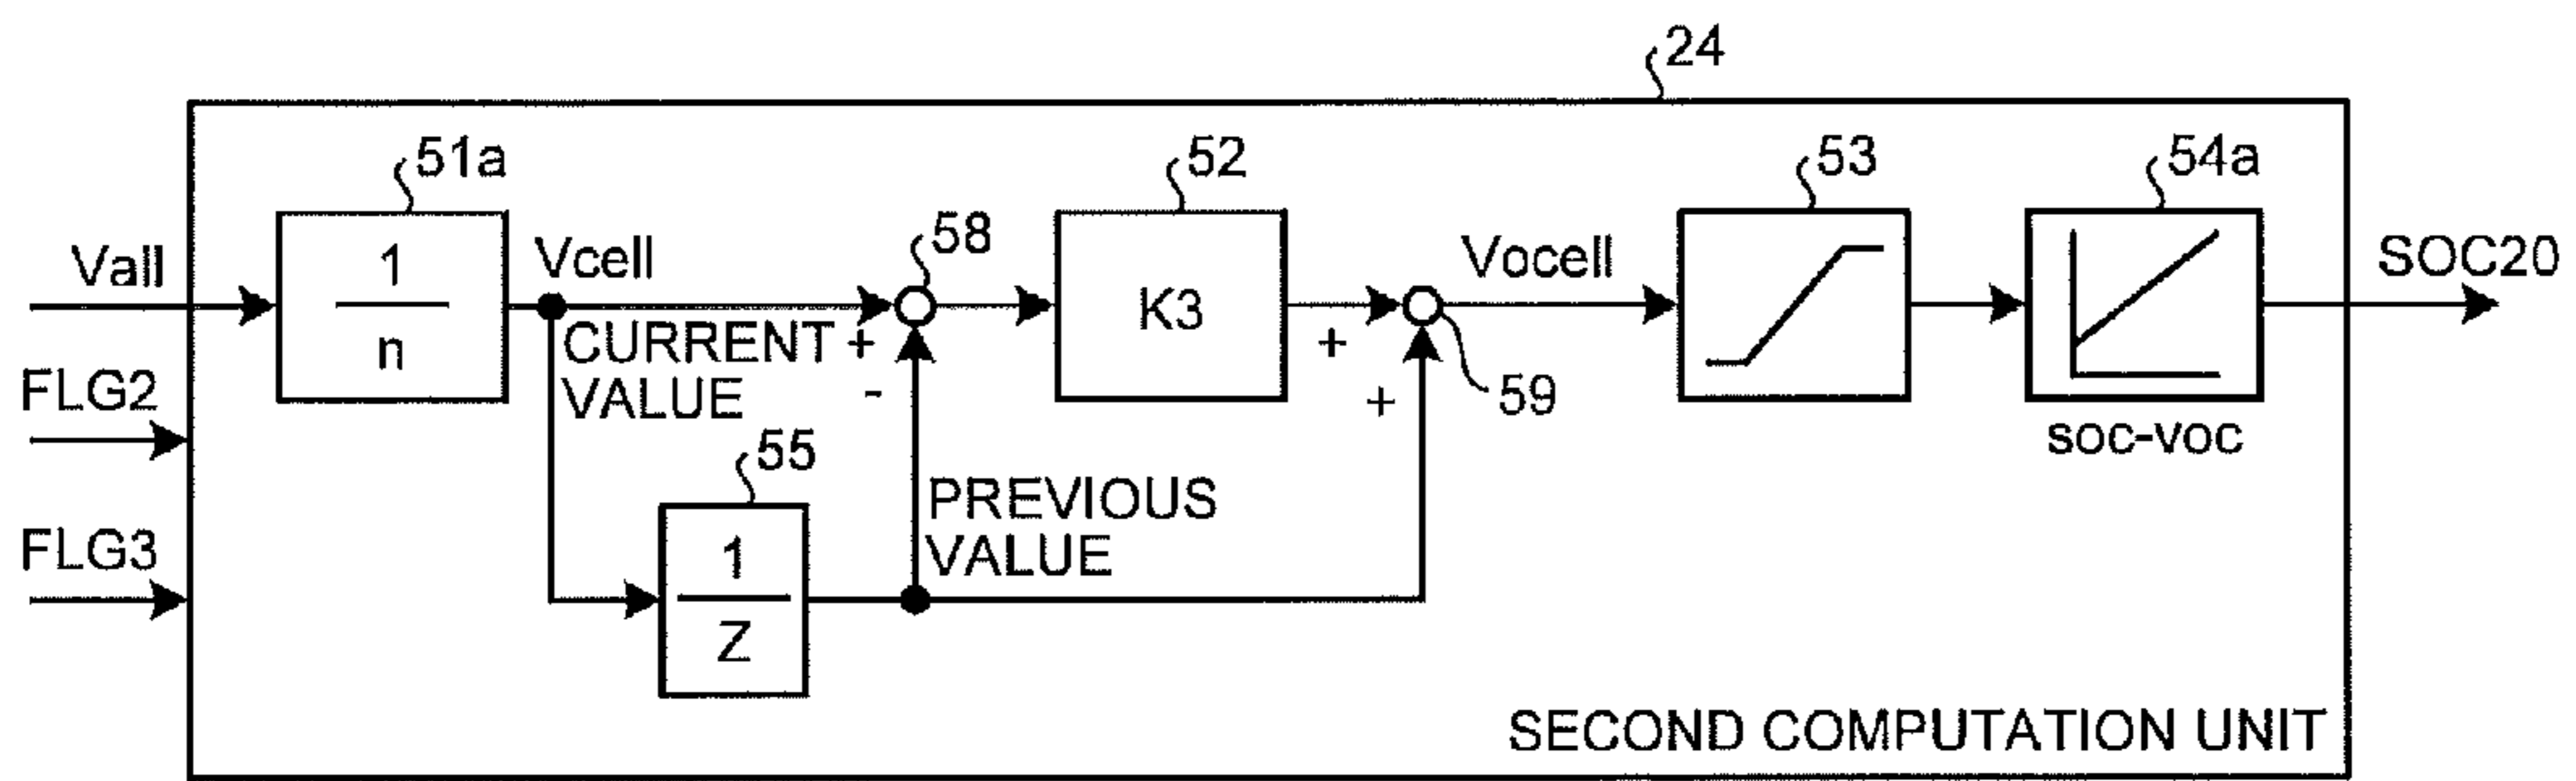 24
51a
52
53
54a
58
Vall
1
n
Vcell
K3
Vocell
SOC20
CURRENT
VALUE
+
-
+
+
59
soc-voc
FLG2
55
PREVIOUS
VALUE
1
Z
FLG3
SECOND COMPUTATION UNIT